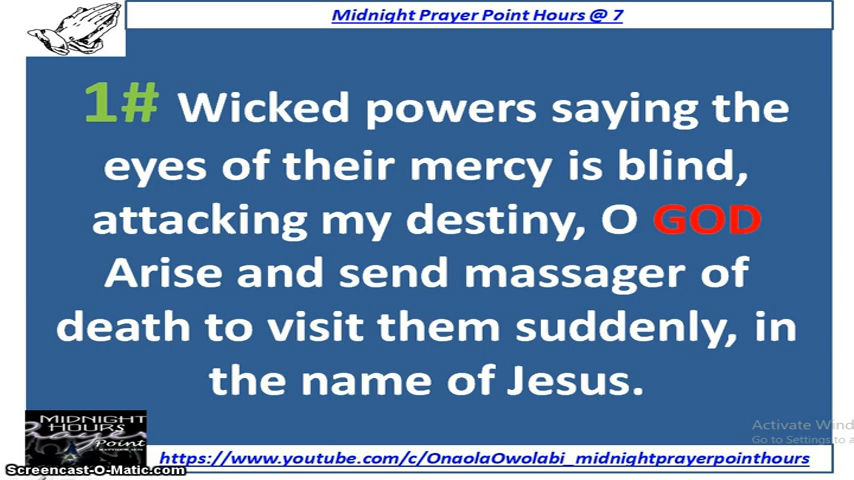 Midnight Prayer Point Hours @ 7
1# Wicked powers saying the
eyes of their mercy is blind,
attacking my destiny, O GOD
Arise and send massager of
death to visit them suddenly, in
the name of Jesus.
MIDNIGHT
HOURS
Prayer
Point
Activate Wind
Go to Settings to a
https://www.youtube.com/c/OnaolaOwolabi_midnightprayerpointhours
Screencast-O-Matic.com